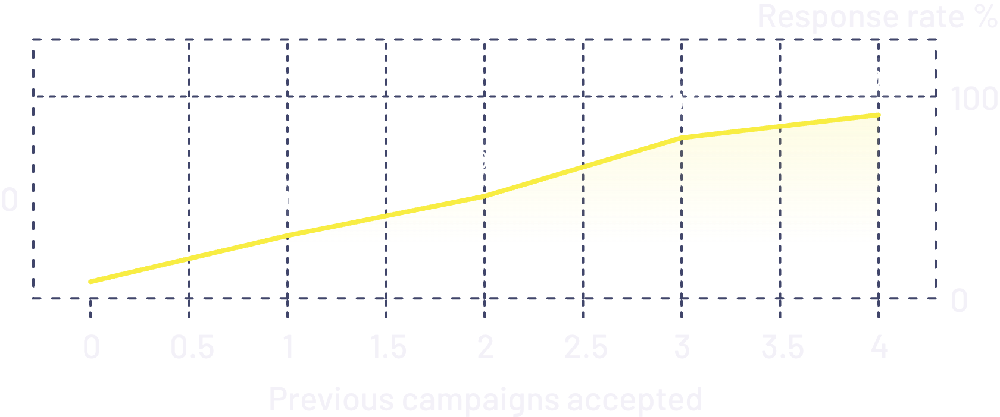 Response rate %
100
0
0
0 0.5 1 1.5 2 2.5 3 3.5 4
Previous campaigns accepted